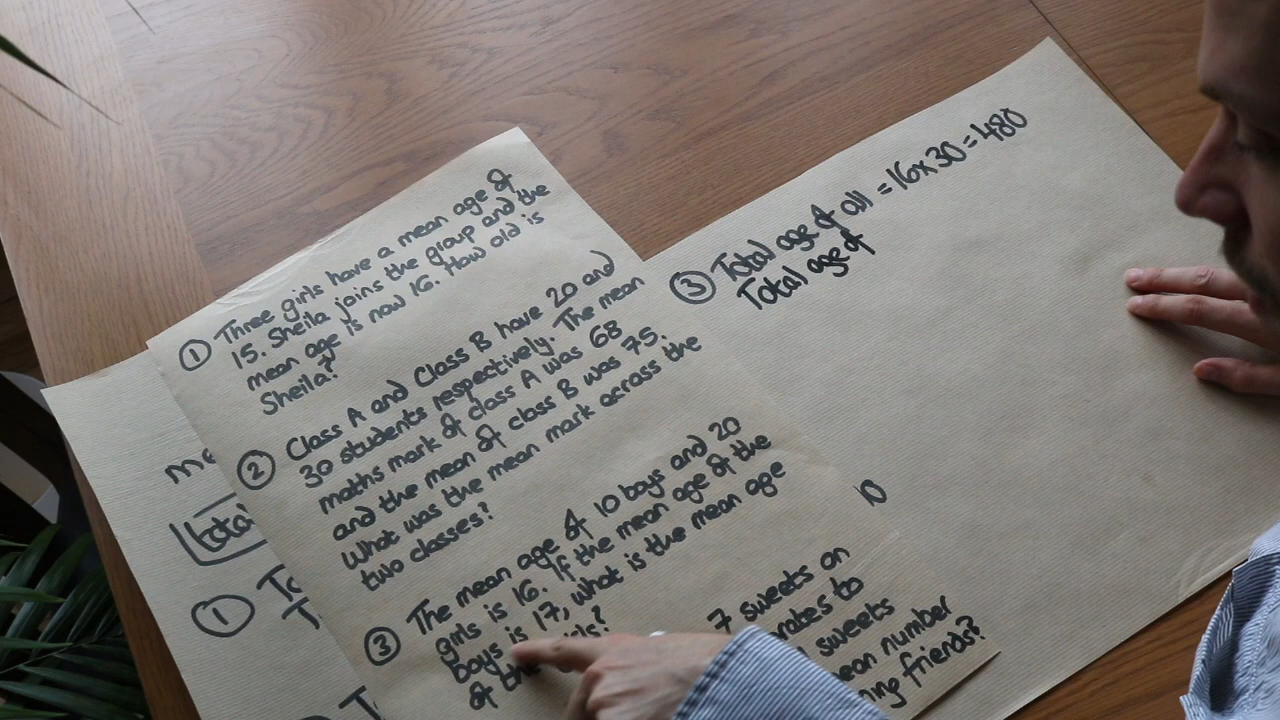 ① Three girls have a mean age of
15. Sheila joins the group and the
mean age is now 16. How old is
Sheila?
② Class A and Class B have 20 and
30 students respectively. The mean
maths mark of class A was 68
and the mean of class B was 75.
What was the mean mark across the
two classes?
③ The mean age of 10 boys and 20
girls is 16. If the mean age of the
boys is 17, what is the mean age
of
10
7 sweets on
to
sweets
number
friends?
③ Total age of all = 16x30 = 480
Total age of
①